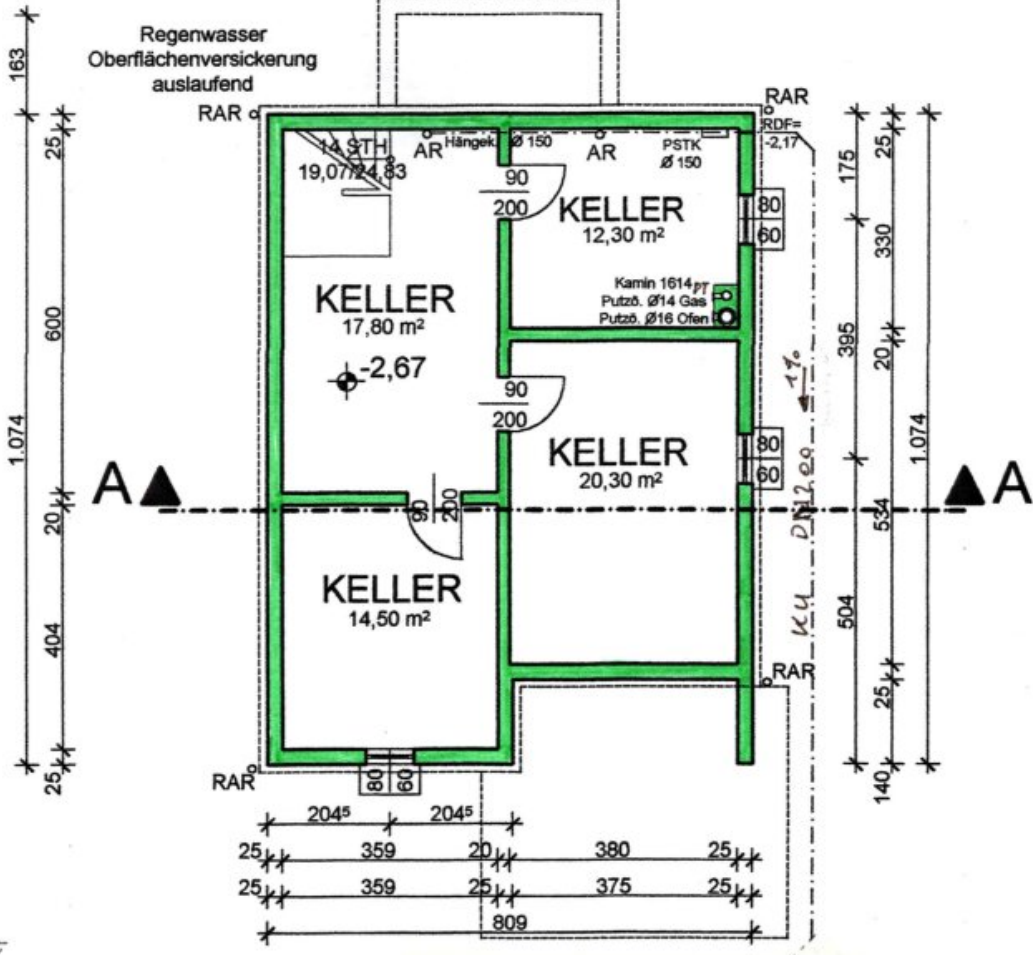 Regenwasser
Oberflächenversickerung
auslaufend
163
RAR
RAR
RDF=
-2,17
25
14 STH
19,07/24,83
AR
Hängek. Ø 150
AR
PSTK
Ø 150
175
25
90
200
KELLER
12,30 m²
80
60
330
Kamin 1614
Putzö. Ø14 Gas
Putzö. Ø16 Ofen
KELLER
17,80 m²
-2,67
600
395
20
1%
90
200
KELLER
20,30 m²
80
60
1.074
1.074
A
A
20
90
200
534
KELLER
14,50 m²
404
504
RAR
25
25
RAR
80
60
140
204⁵
204⁵
25
359
20
380
25
25
359
25
375
25
809